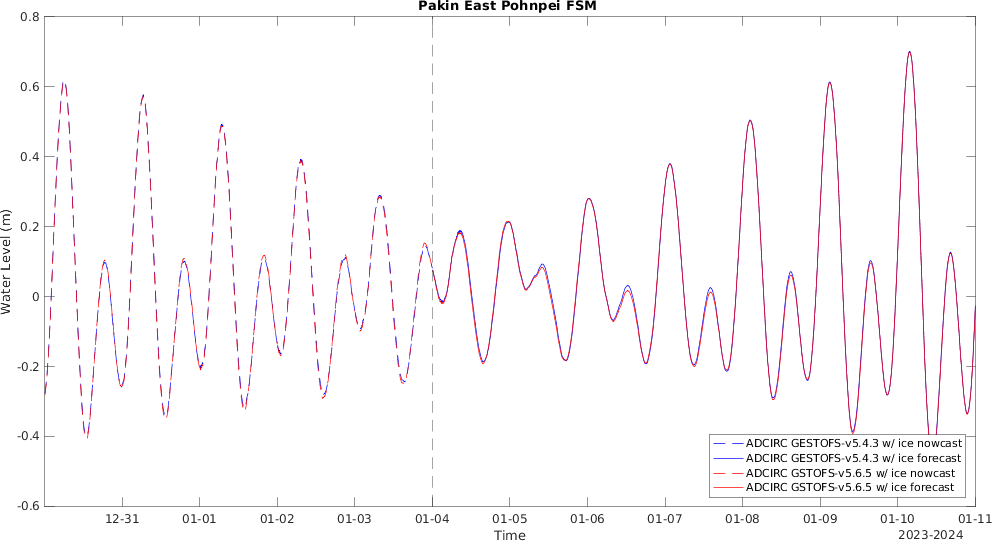 Pakin East Pohnpei FSM
0.8
0.6
0.4
0.2
0
-0.2
-0.4
-0.6
Water Level (m)
12-31 01-01 01-02 01-03 01-04 01-05 01-06 01-07 01-08 01-09 01-10 01-11
Time
2023-2024
ADCIRC GESTOFS-v5.4.3 w/ ice nowcast
ADCIRC GESTOFS-v5.4.3 w/ ice forecast
ADCIRC GSTOFS-v5.6.5 w/ ice nowcast
ADCIRC GSTOFS-v5.6.5 w/ ice forecast